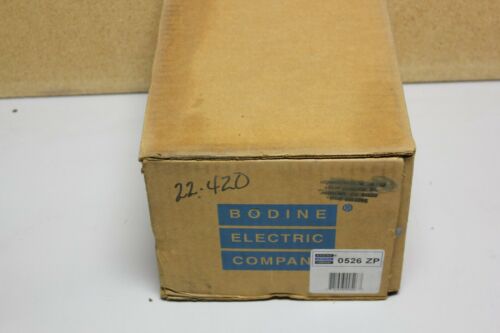 22.420
BODINE
®
ELECTRIC
COMPAN
0526 ZP